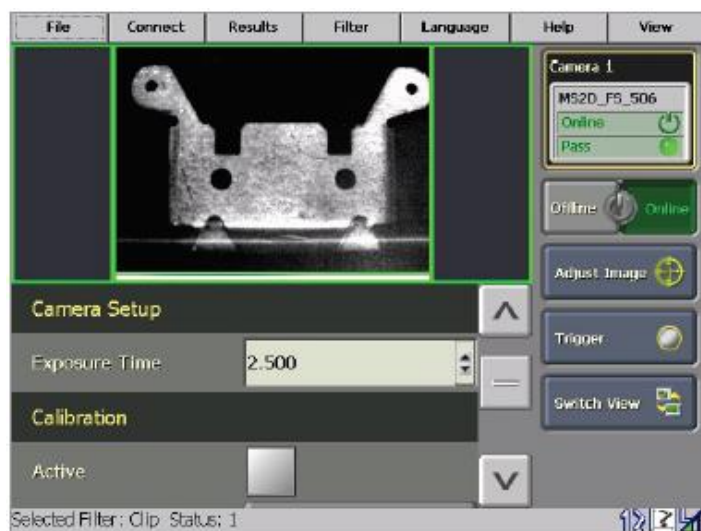 File Connect Results Filter Language Help View
Camera 1
MS2D_FS_506
Online
Pass
Offline Online
Adjust Image
Trigger
Switch View
Camera Setup
Exposure Time 2.500
Calibration
Active
Selected Filter: Clip Status: 1